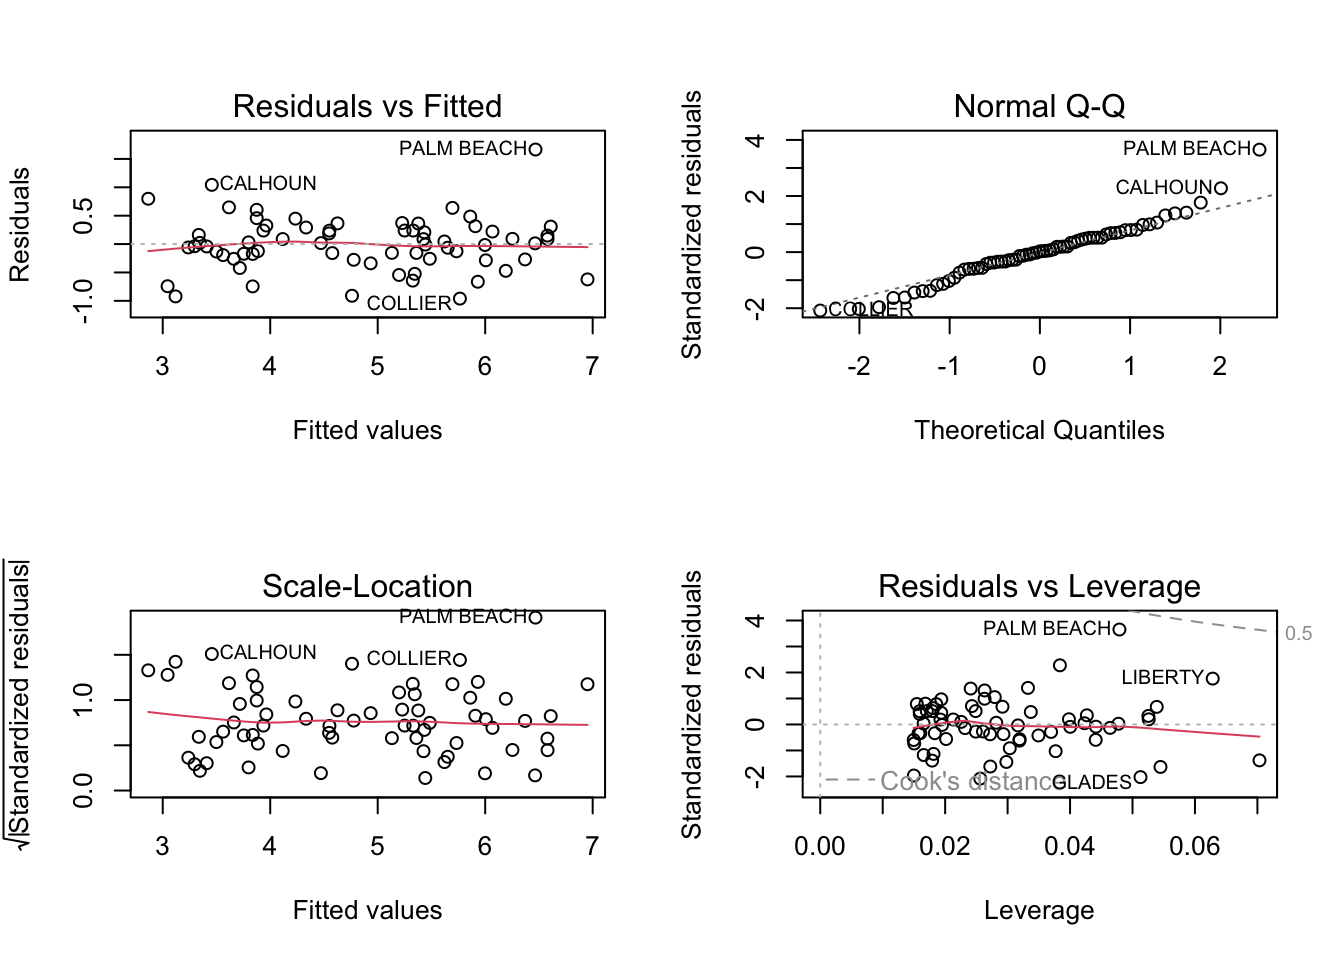 Residuals vs Fitted
Residuals
0.5
-1.0
PALM BEACH
CALHOUN
COLLIER
3 4 5 6 7
Fitted values
Normal Q-Q
Standardized residuals
4
2
0
-2
PALM BEACH
CALHOUN
COLLIER
-2 -1 0 1 2
Theoretical Quantiles
Scale-Location
√|Standardized residuals|
1.0
0.0
PALM BEACH
CALHOUN
COLLIER
3 4 5 6 7
Fitted values
Residuals vs Leverage
Standardized residuals
4
2
0
-2
PALM BEACH
0.5
LIBERTY
Cook's distance
GLADES
0.00 0.02 0.04 0.06
Leverage